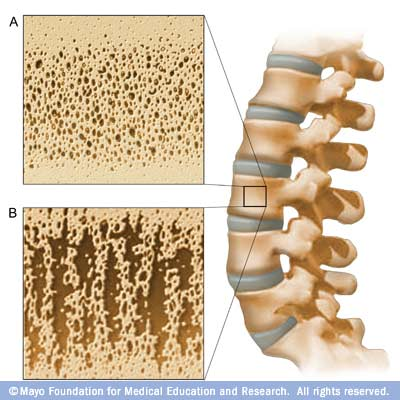 A
B
©Mayo Foundation for Medical Education and Research. All rights reserved.